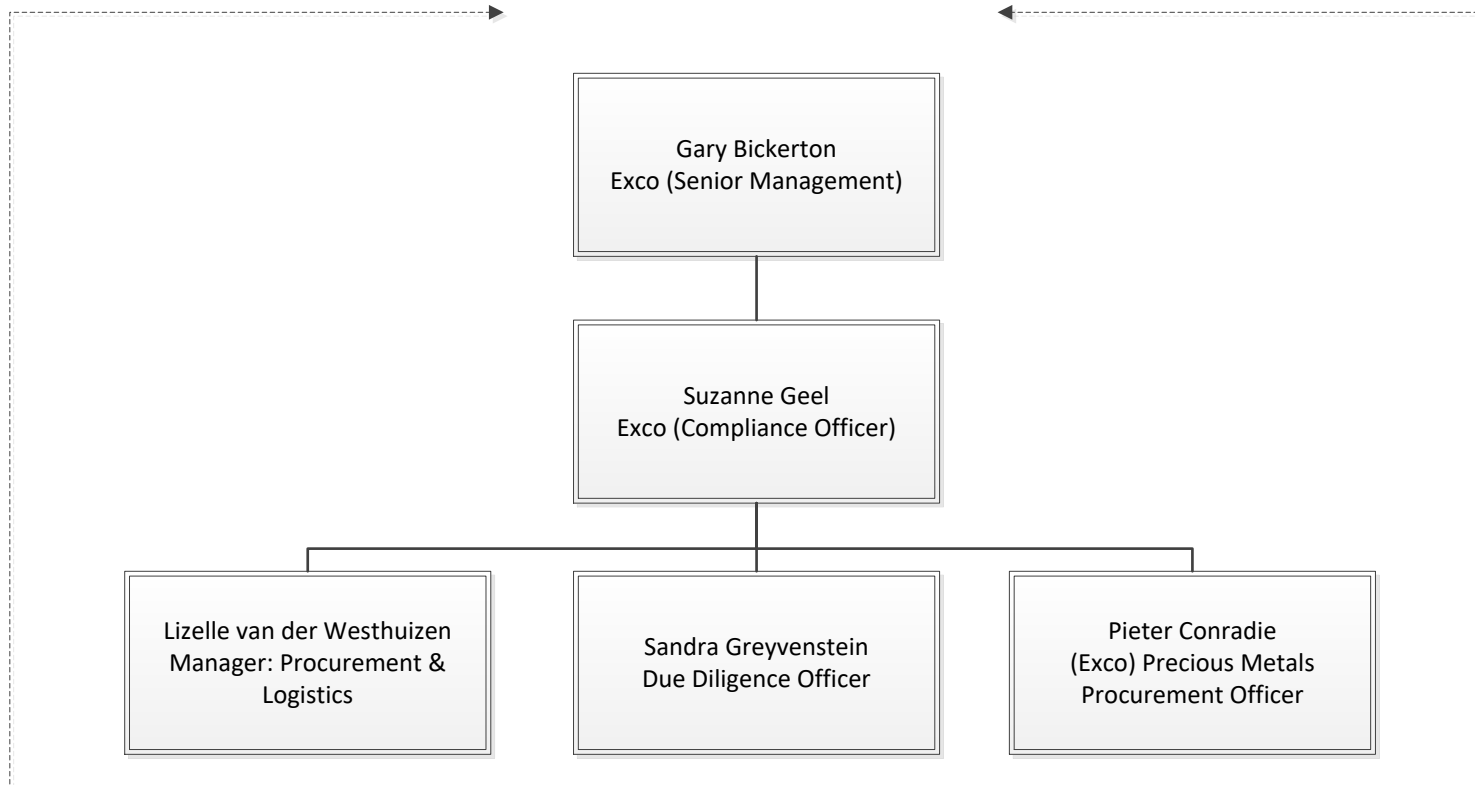 Gary Bickerton
Exco (Senior Management)
Suzanne Geel
Exco (Compliance Officer)
Lizelle van der Westhuizen
Manager: Procurement &
Logistics
Sandra Greyvenstein
Due Diligence Officer
Pieter Conradie
(Exco) Precious Metals
Procurement Officer